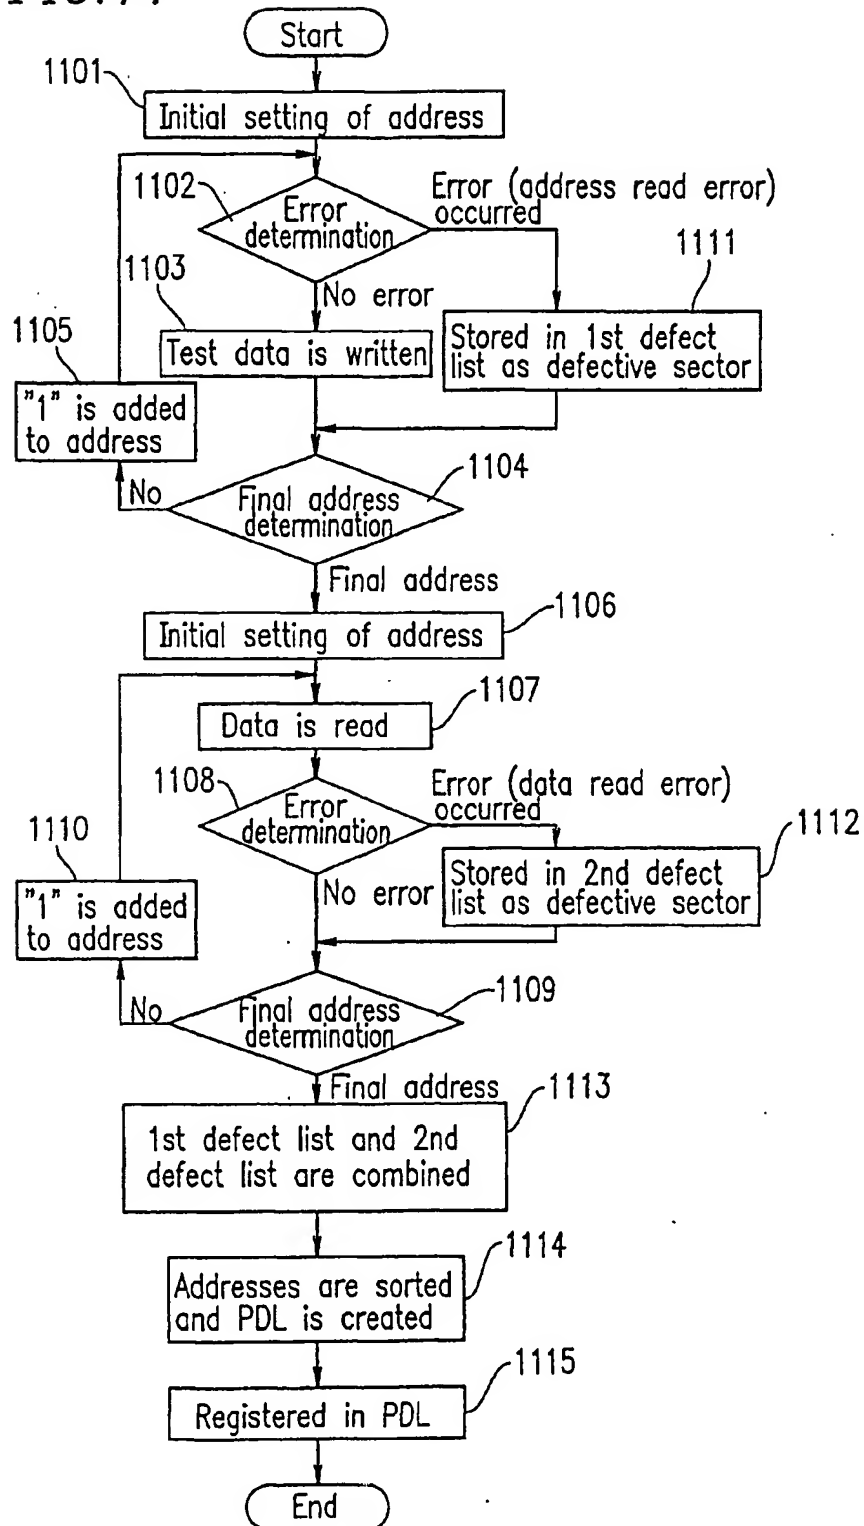 Start
1101
Initial setting of address
1102
Error
determination
Error (address read error)
occurred
1111
1103
No error
1105
Test data is written
Stored in 1st defect
list as defective sector
"1" is added
to address
1104
No
Final address
determination
Final address
1106
Initial setting of address
1107
Data is read
1108
Error
determination
Error (data read error)
occurred
1112
1110
No error
Stored in 2nd defect
list as defective sector
"1" is added
to address
1109
No
Final address
determination
Final address
1113
1st defect list and 2nd
defect list are combined
1114
Addresses are sorted
and PDL is created
1115
Registered in PDL
End